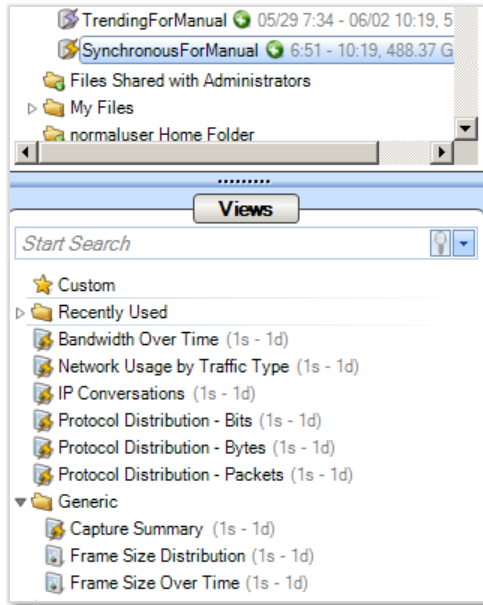 TrendingForManual 05/29 7:34 - 06/02 10:19, 5
SynchronousForManual 6:51 - 10:19, 488.37 G
Files Shared with Administrators
My Files
normaluser Home Folder
Views
Start Search
Custom
Recently Used
Bandwidth Over Time (1s - 1d)
Network Usage by Traffic Type (1s - 1d)
IP Conversations (1s - 1d)
Protocol Distribution - Bits (1s - 1d)
Protocol Distribution - Bytes (1s - 1d)
Protocol Distribution - Packets (1s - 1d)
Generic
Capture Summary (1s - 1d)
Frame Size Distribution (1s - 1d)
Frame Size Over Time (1s - 1d)